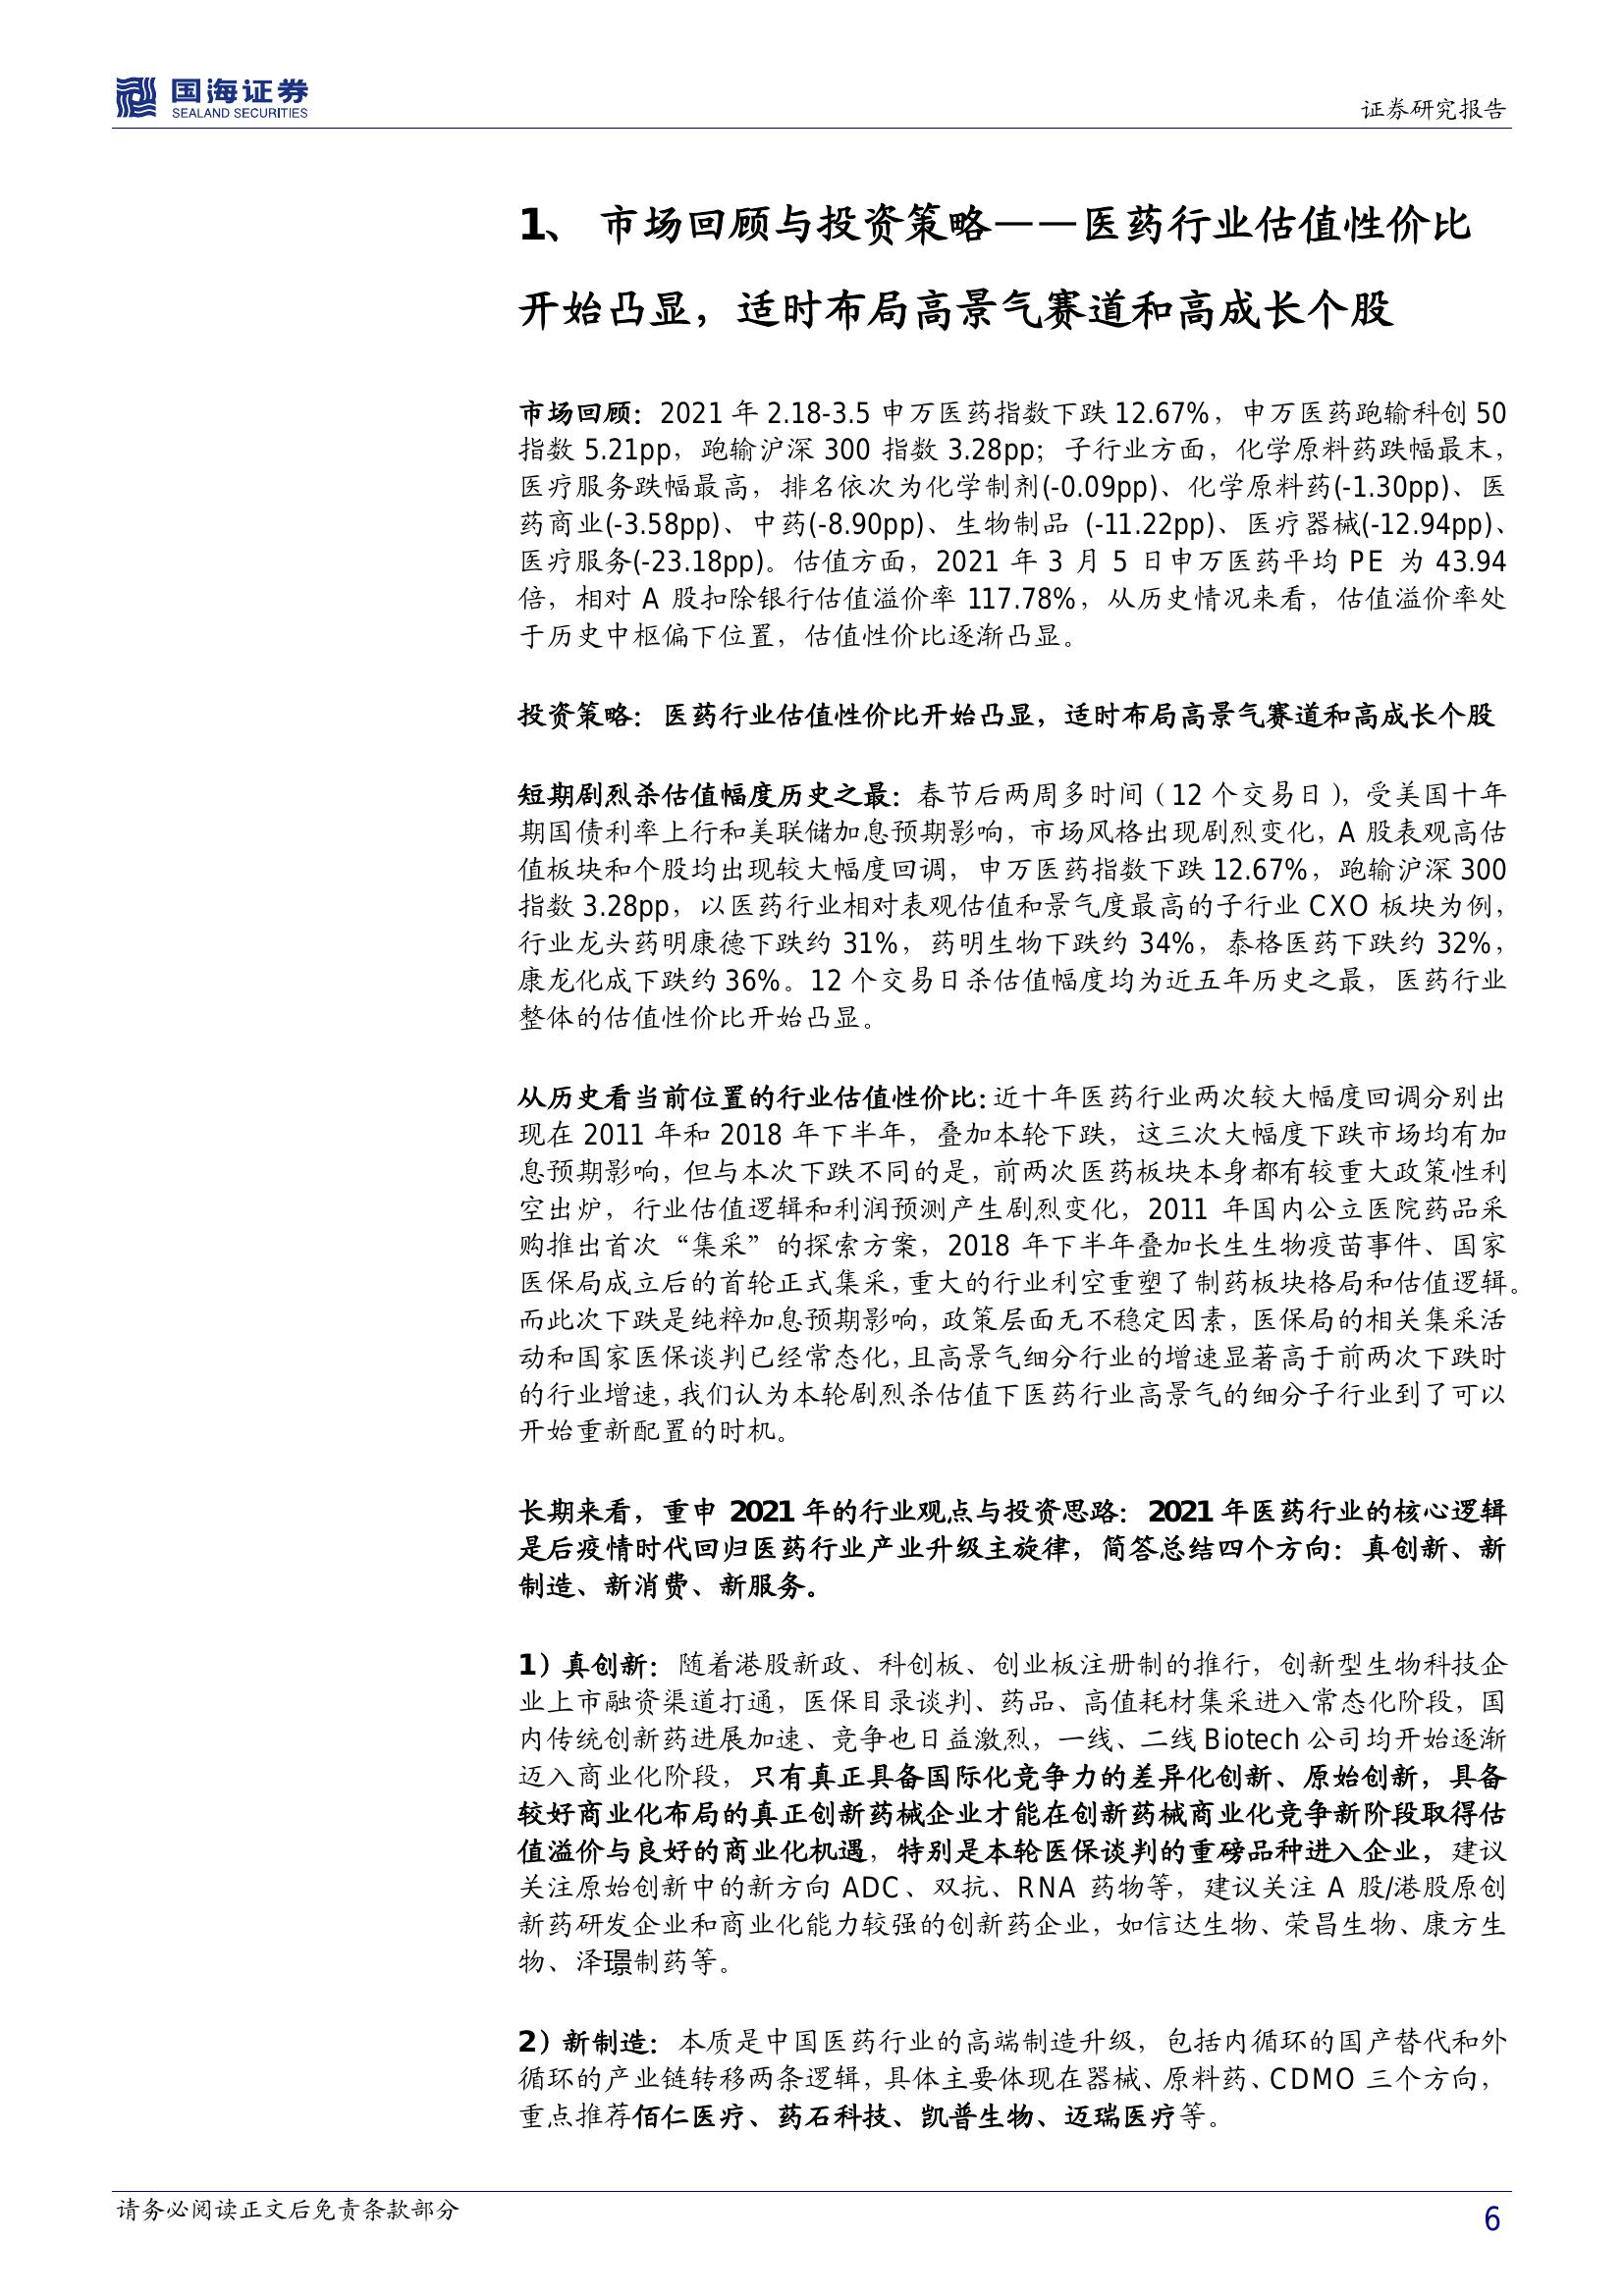 国海证券
SEALAND SECURITIES
证券研究报告
1、 市场回顾与投资策略——医药行业估值性价比
开始凸显，适时布局高景气赛道和高成长个股
市场回顾：2021 年 2.18-3.5 申万医药指数下跌 12.67%，申万医药跑输科创 50
指数 5.21pp，跑输沪深 300 指数 3.28pp；子行业方面，化学原料药跌幅最末，
医疗服务跌幅最高，排名依次为化学制剂(-0.09pp)、化学原料药(-1.30pp)、医
药商业(-3.58pp)、中药(-8.90pp)、生物制品 (-11.22pp)、医疗器械(-12.94pp)、
医疗服务(-23.18pp)。估值方面，2021 年 3 月 5 日申万医药平均 PE 为 43.94
倍，相对 A 股扣除银行估值溢价率 117.78%，从历史情况来看，估值溢价率处
于历史中枢偏下位置，估值性价比逐渐凸显。
投资策略：医药行业估值性价比开始凸显，适时布局高景气赛道和高成长个股
短期剧烈杀估值幅度历史之最：春节后两周多时间（12 个交易日），受美国十年
期国债利率上行和美联储加息预期影响，市场风格出现剧烈变化，A 股表观高估
值板块和个股均出现较大幅度回调，申万医药指数下跌 12.67%，跑输沪深 300
指数 3.28pp，以医药行业相对表观估值和景气度最高的子行业 CXO 板块为例，
行业龙头药明康德下跌约 31%，药明生物下跌约 34%，泰格医药下跌约 32%，
康龙化成下跌约 36%。12 个交易日杀估值幅度均为近五年历史之最，医药行业
整体的估值性价比开始凸显。
从历史看当前位置的行业估值性价比：近十年医药行业两次较大幅度回调分别出
现在 2011 年和 2018 年下半年，叠加本轮下跌，这三次大幅度下跌市场均有加
息预期影响，但与本次下跌不同的是，前两次医药板块本身都有较重大政策性利
空出炉，行业估值逻辑和利润预测产生剧烈变化，2011 年国内公立医院药品采
购推出首次“集采”的探索方案，2018 年下半年叠加长生生物疫苗事件、国家
医保局成立后的首轮正式集采，重大的行业利空重塑了制药板块格局和估值逻辑。
而此次下跌是纯粹加息预期影响，政策层面无不稳定因素，医保局的相关集采活
动和国家医保谈判已经常态化，且高景气细分行业的增速显著高于前两次下跌时
的行业增速，我们认为本轮剧烈杀估值下医药行业高景气的细分子行业到了可以
开始重新配置的时机。
长期来看，重申 2021 年的行业观点与投资思路：2021 年医药行业的核心逻辑
是后疫情时代回归医药行业产业升级主旋律，简答总结四个方向：真创新、新
制造、新消费、新服务。
1）真创新：随着港股新政、科创板、创业板注册制的推行，创新型生物科技企
业上市融资渠道打通，医保目录谈判、药品、高值耗材集采进入常态化阶段，国
内传统创新药进展加速、竞争也日益激烈，一线、二线 Biotech 公司均开始逐渐
迈入商业化阶段，只有真正具备国际化竞争力的差异化创新、原始创新，具备
较好商业化布局的真正创新药械企业才能在创新药械商业化竞争新阶段取得估
值溢价与良好的商业化机遇，特别是本轮医保谈判的重磅品种进入企业，建议
关注原始创新中的新方向 ADC、双抗、RNA 药物等，建议关注 A 股/港股原创
新药研发企业和商业化能力较强的创新药企业，如信达生物、荣昌生物、康方生
物、泽璟制药等。
2）新制造：本质是中国医药行业的高端制造升级，包括内循环的国产替代和外
循环的产业链转移两条逻辑，具体主要体现在器械、原料药、CDMO 三个方向，
重点推荐佰仁医疗、药石科技、凯普生物、迈瑞医疗等。
请务必阅读正文后免责条款部分
6